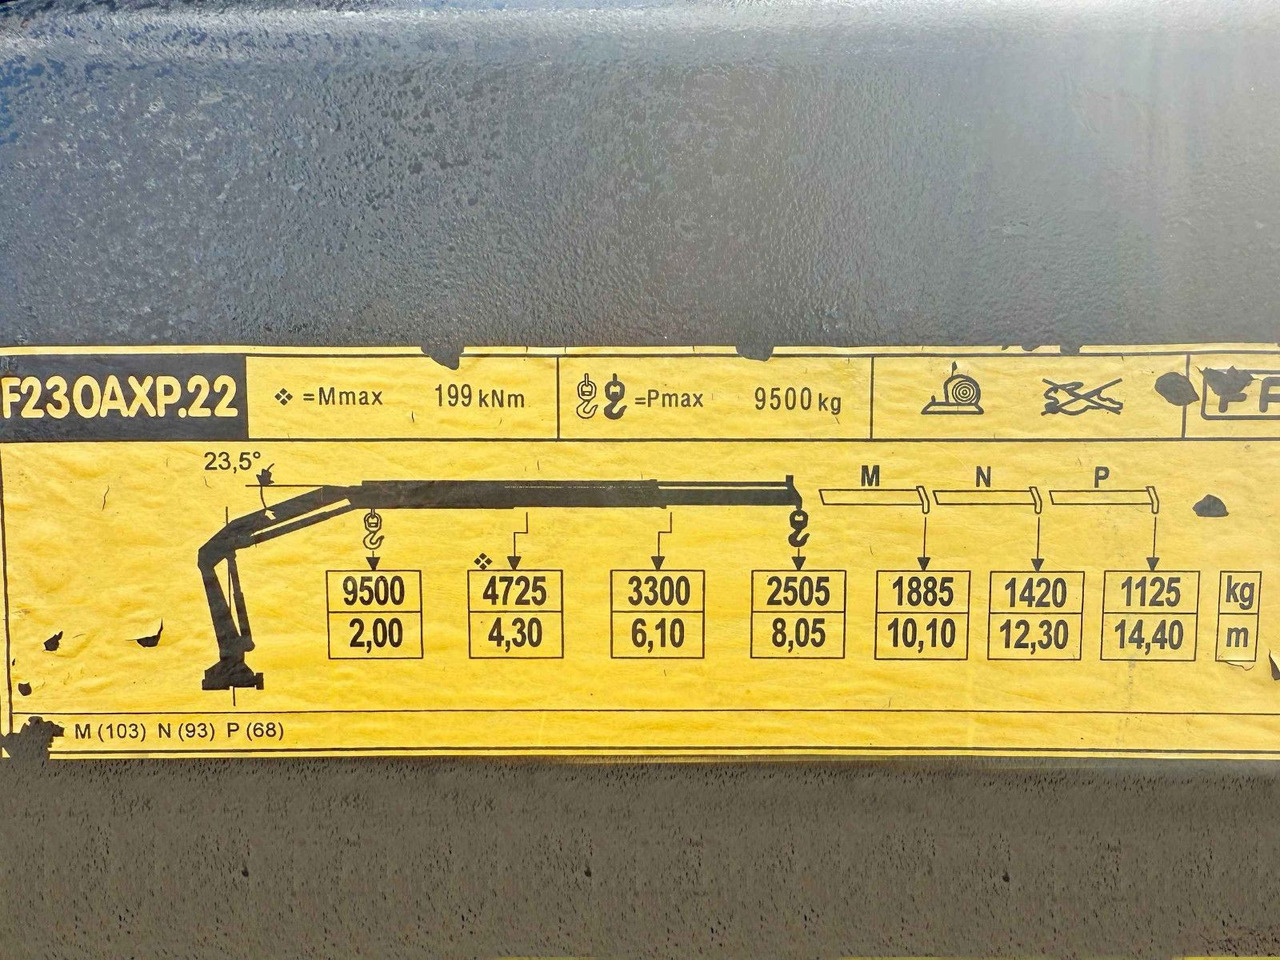 F230AXP.22
❖ =Mmax 199 kNm
=Pmax 9500 kg
23,5°
M N P
❖
9500 4725 3300 2505 1885 1420 1125 kg
2,00 4,30 6,10 8,05 10,10 12,30 14,40 m
M (103) N (93) P (68)